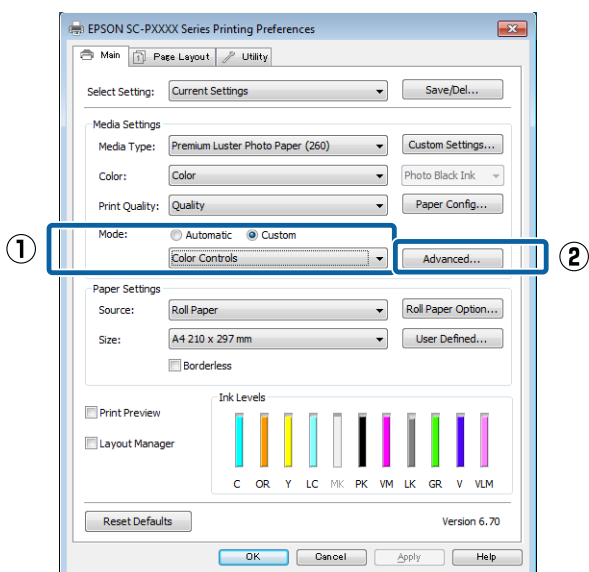 EPSON SC-PXXXX Series Printing Preferences
Main Page Layout Utility
Select Setting: Current Settings Save/Del...
Media Settings
Media Type: Premium Luster Photo Paper (260) Custom Settings...
Color: Color Photo Black Ink
Print Quality: Quality Paper Config...
Mode: Automatic Custom
① Color Controls Advanced... ②
Paper Settings
Source: Roll Paper Roll Paper Option...
Size: A4 210 x 297 mm User Defined...
Borderless
Ink Levels
Print Preview
Layout Manager
C OR Y LC MK PK VM LK GR V VLM
Reset Defaults Version 6.70
OK Cancel Apply Help